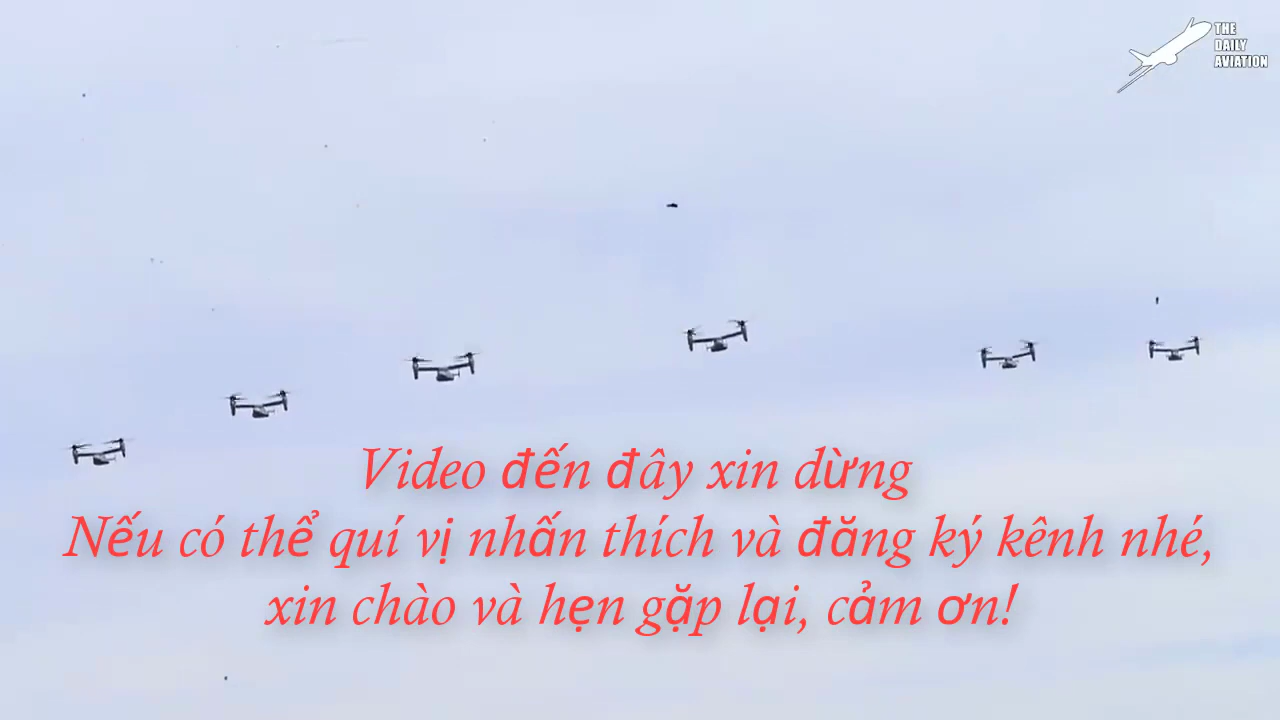 THE
DAILY
AVIATION
Video đến đây xin dừng
Nếu có thể quí vị nhấn thích và đăng ký kênh nhé,
xin chào và hẹn gặp lại, cảm ơn!